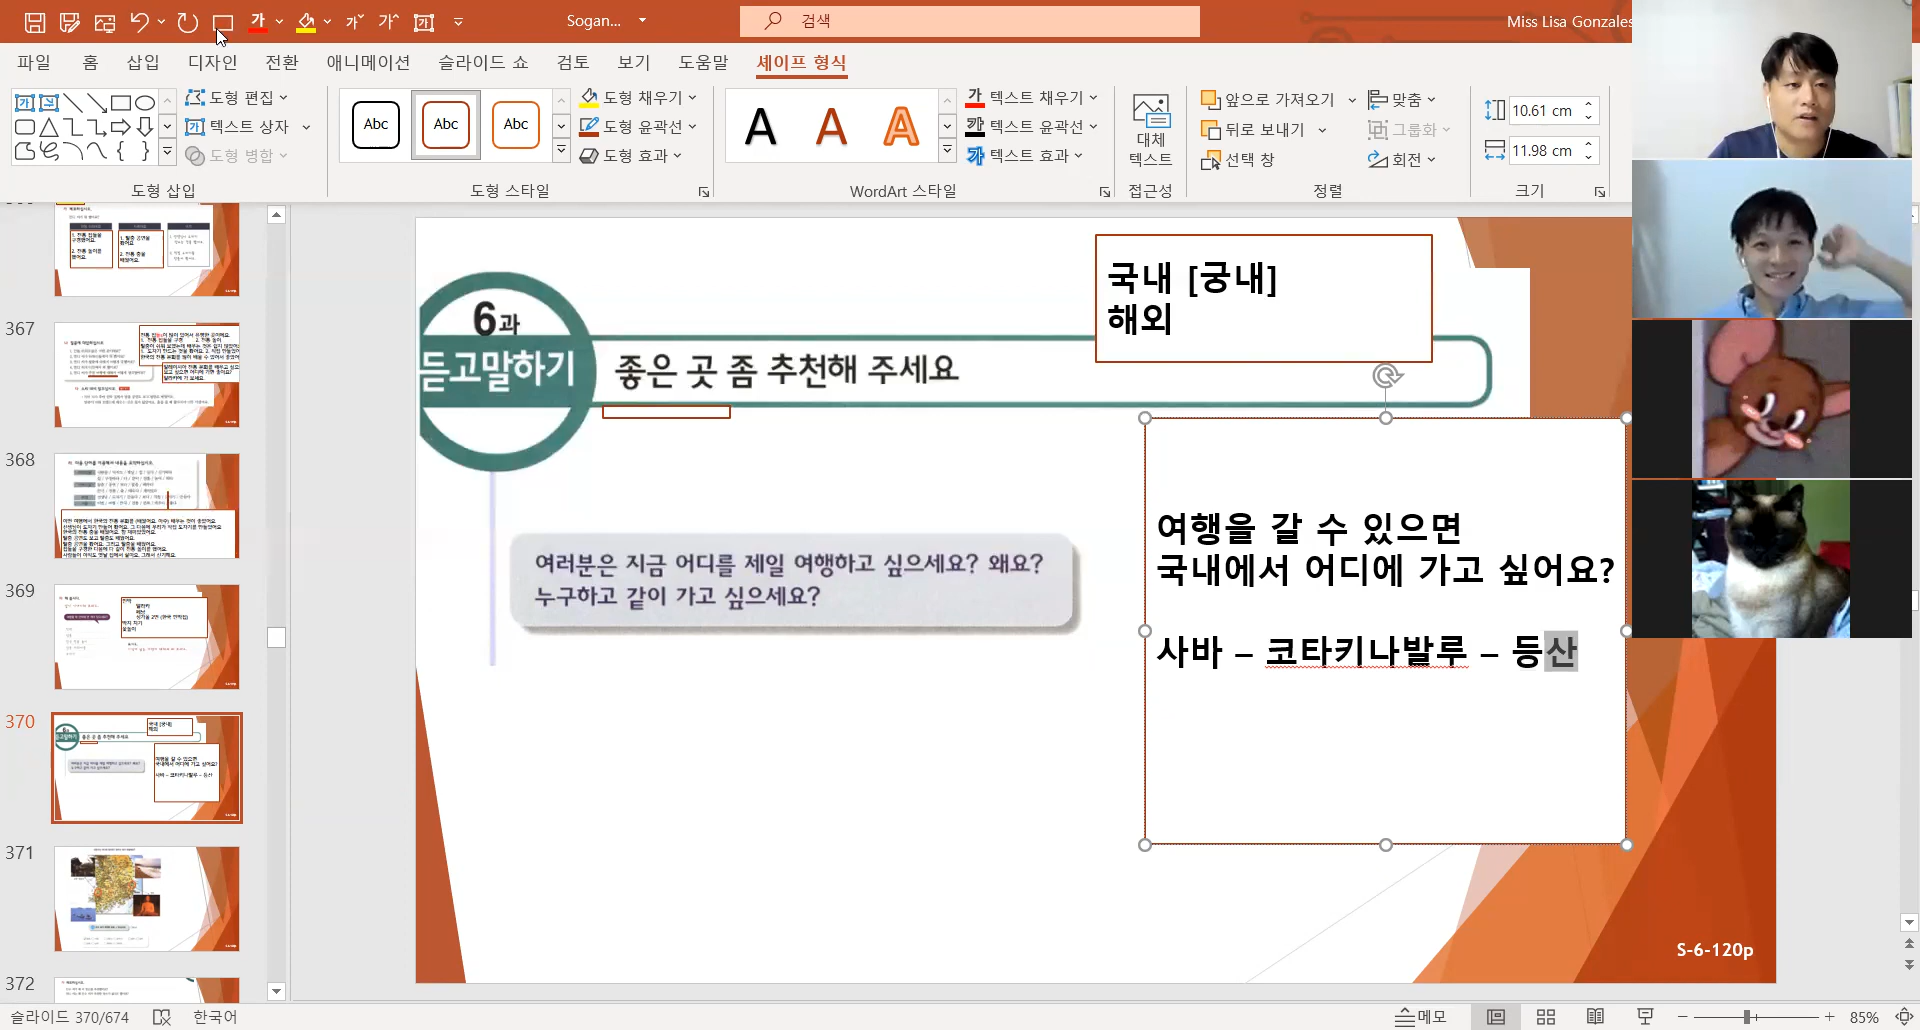 Sogan...
검색
Miss Lisa Gonzales
파일 홈 삽입 디자인 전환 애니메이션 슬라이드 쇼 검토 보기 도움말 셰이프 형식
도형 편집
텍스트 상자
도형 병합
도형 삽입
Abc Abc Abc
도형 채우기
도형 윤곽선
도형 효과
도형 스타일
A A A
텍스트 채우기
텍스트 윤곽선
텍스트 효과
WordArt 스타일
대체
텍스트
접근성
앞으로 가져오기
뒤로 보내기
선택 창
맞춤
그룹화
회전
정렬
10.61 cm
11.98 cm
크기
367
368
369
370
371
372
국내 [궁내]
해외
6과
듣고말하기
좋은 곳 좀 추천해 주세요
여러분은 지금 어디를 제일 여행하고 싶으세요? 왜요?
누구하고 같이 가고 싶으세요?
여행을 갈 수 있으면
국내에서 어디에 가고 싶어요?
사바 – 코타키나발루 – 등산
S-6-120p
슬라이드 370/674
한국어
메모
85%